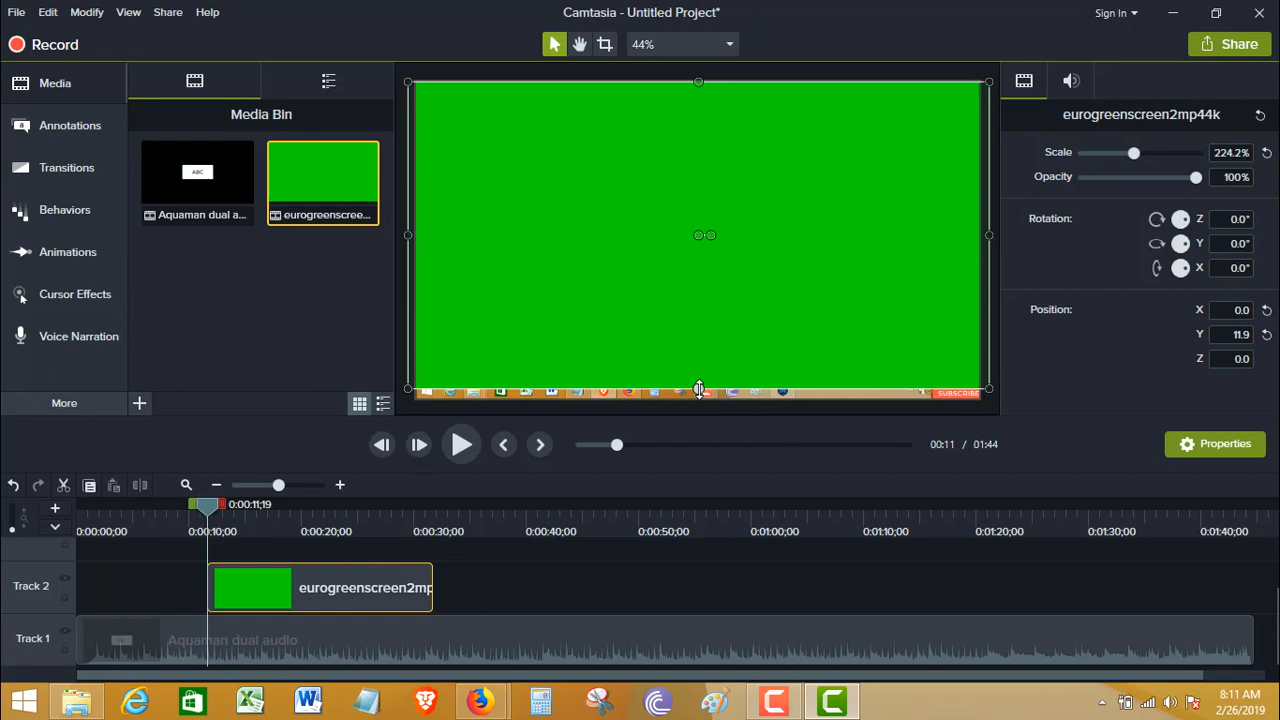 File Edit Modify View Share Help
Camtasia - Untitled Project*
Sign In
Record
44%
Share
Media
Annotations
Transitions
Behaviors
Animations
Cursor Effects
Voice Narration
More
Media Bin
ABC
Aquaman dual a...
eurogreenscree...
SUBSCRIBE
eurogreenscreen2mp44k
Scale 224.2%
Opacity 100%
Rotation: Z 0.0°
Y 0.0°
X 0.0°
Position: X 0.0
Y 11.9
Z 0.0
00:11 / 01:44
Properties
0:00:11;19
0:00:00;00 0:00:10;00 0:00:20;00 0:00:30;00 0:00:40;00 0:00:50;00 0:01:00;00 0:01:10;00 0:01:20;00 0:01:30;00 0:01:40;00
Track 2
eurogreenscreen2mp
Track 1
ABC
Aquaman dual audio
8:11 AM
2/26/2019